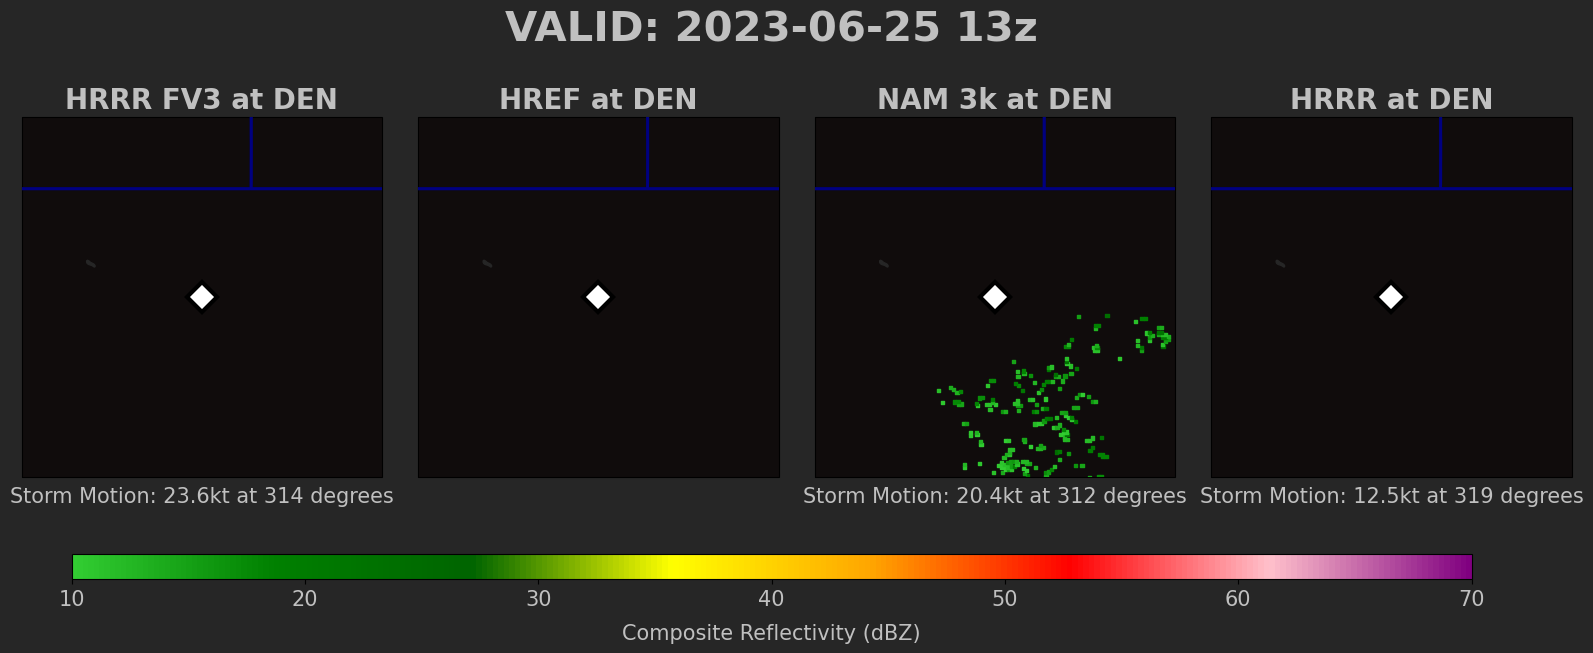 VALID: 2023-06-25 13z
HRRR FV3 at DEN
HREF at DEN
NAM 3k at DEN
HRRR at DEN
Storm Motion: 23.6kt at 314 degrees
Storm Motion: 20.4kt at 312 degrees
Storm Motion: 12.5kt at 319 degrees
10 20 30 40 50 60 70
Composite Reflectivity (dBZ)